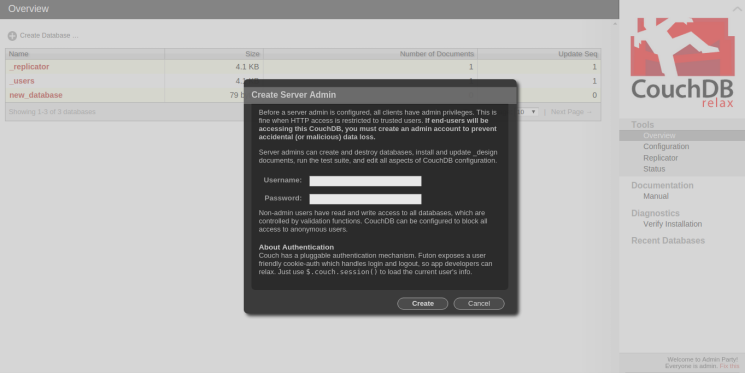 Overview
Create Database ...
Name Size Number of Documents Update Seq
_replicator 4.1 KB 1 1
_users 4.1 KB 1 1
new_database 79 0
Showing 1-3 of 3 databases
Next Page →
Create Server Admin
Before a server admin is configured, all clients have admin privileges. This is
fine when HTTP access is restricted to trusted users. If end-users will be
accessing this CouchDB, you must create an admin account to prevent
accidental (or malicious) data loss.
Server admins can create and destroy databases, install and update _design
documents, run the test suite, and edit all aspects of CouchDB configuration.
Username:
Password:
Non-admin users have read and write access to all databases, which are
controlled by validation functions. CouchDB can be configured to block all
access to anonymous users.
About Authentication
Couch has a pluggable authentication mechanism. Futon exposes a user
friendly cookie-auth which handles login and logout, so app developers can
relax. Just use $.couch.session() to load the current user's info.
Create
Cancel
CouchDB
relax
Tools
Overview
Configuration
Replicator
Status
Documentation
Manual
Diagnostics
Verify Installation
Recent Databases
Welcome to Admin Party!
Everyone is admin. Fix this